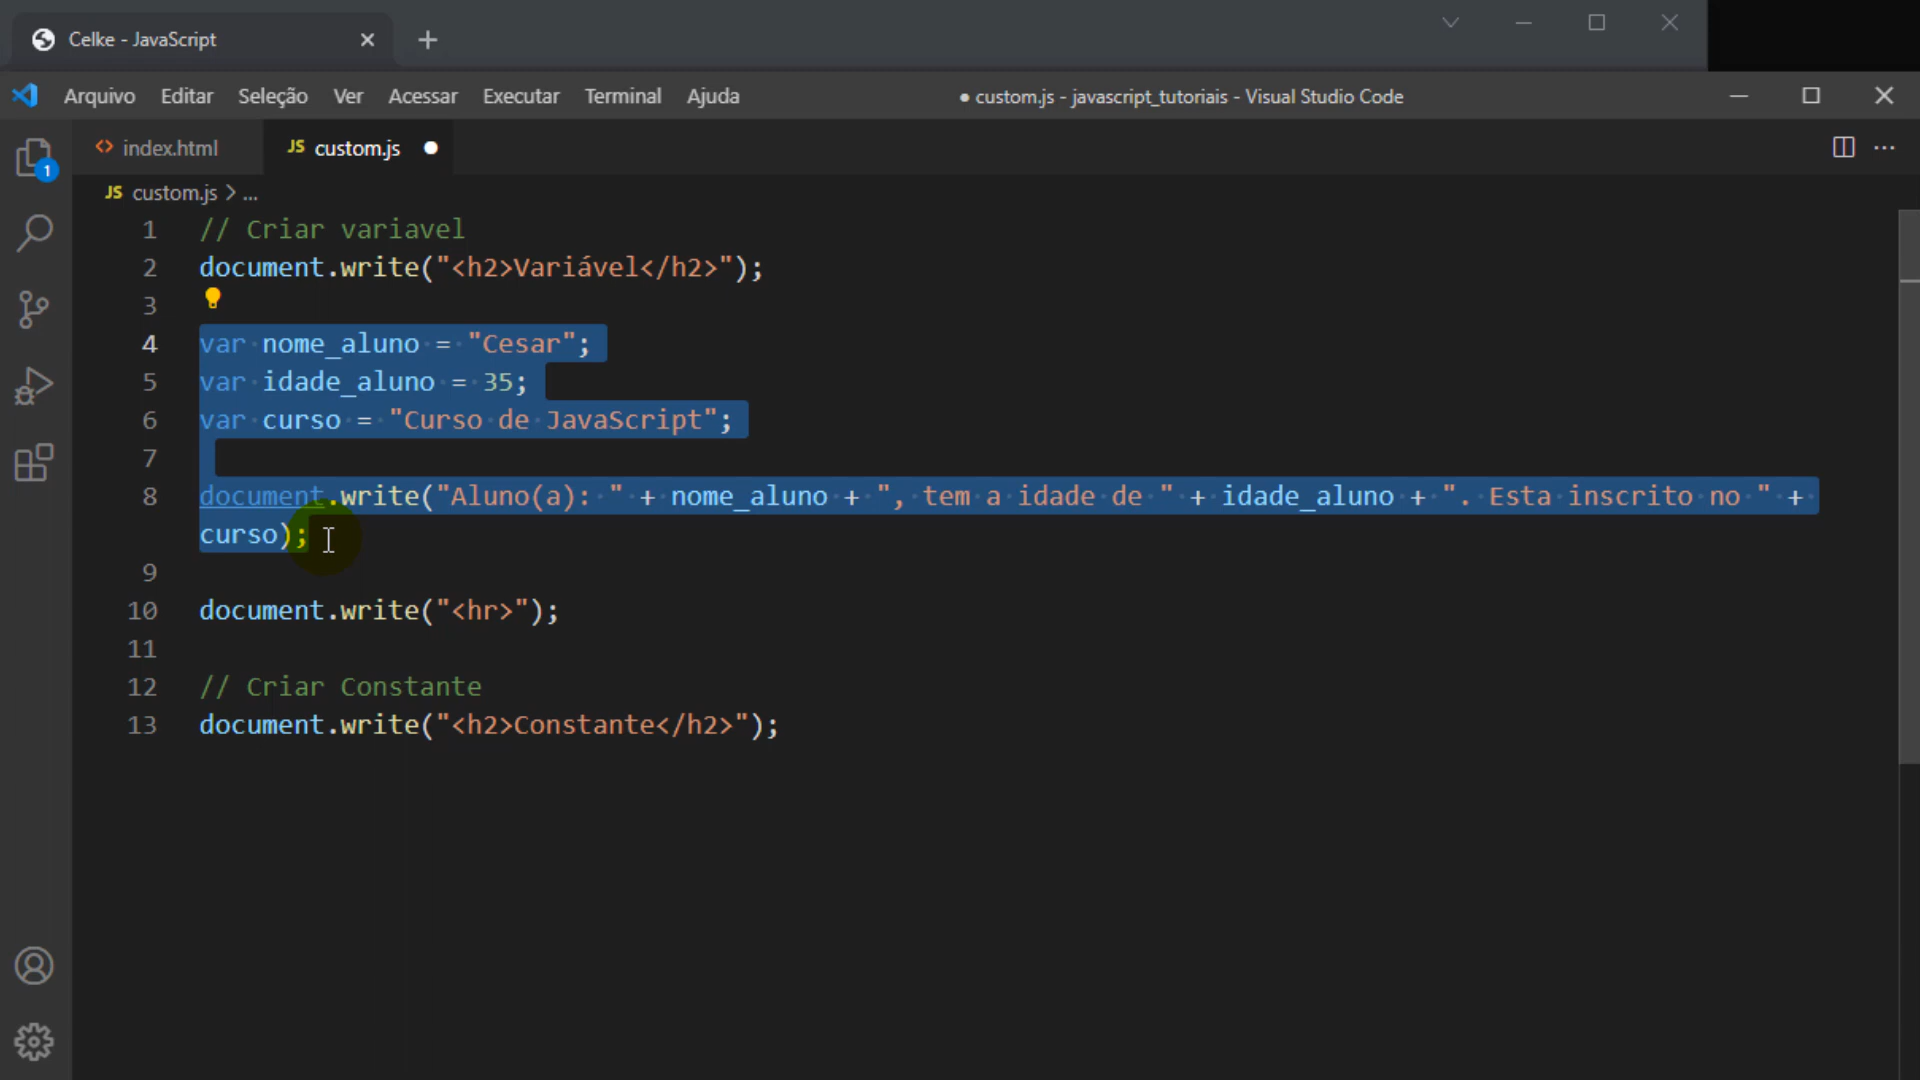 Celke - JavaScript
Arquivo Editar Seleção Ver Acessar Executar Terminal Ajuda
● custom.js - javascript_tutoriais - Visual Studio Code
<> index.html
JS custom.js ●
JS custom.js > ...
1
1 // Criar variavel
2 document.write("<h2>Variável</h2>");
3
4 var nome_aluno = "Cesar";
5 var idade_aluno = 35;
6 var curso = "Curso de JavaScript";
7
8 document.write("Aluno(a): " + nome_aluno + ", tem a idade de " + idade_aluno + ". Esta inscrito no " +
curso);
9
10 document.write("<hr>");
11
12 // Criar Constante
13 document.write("<h2>Constante</h2>");